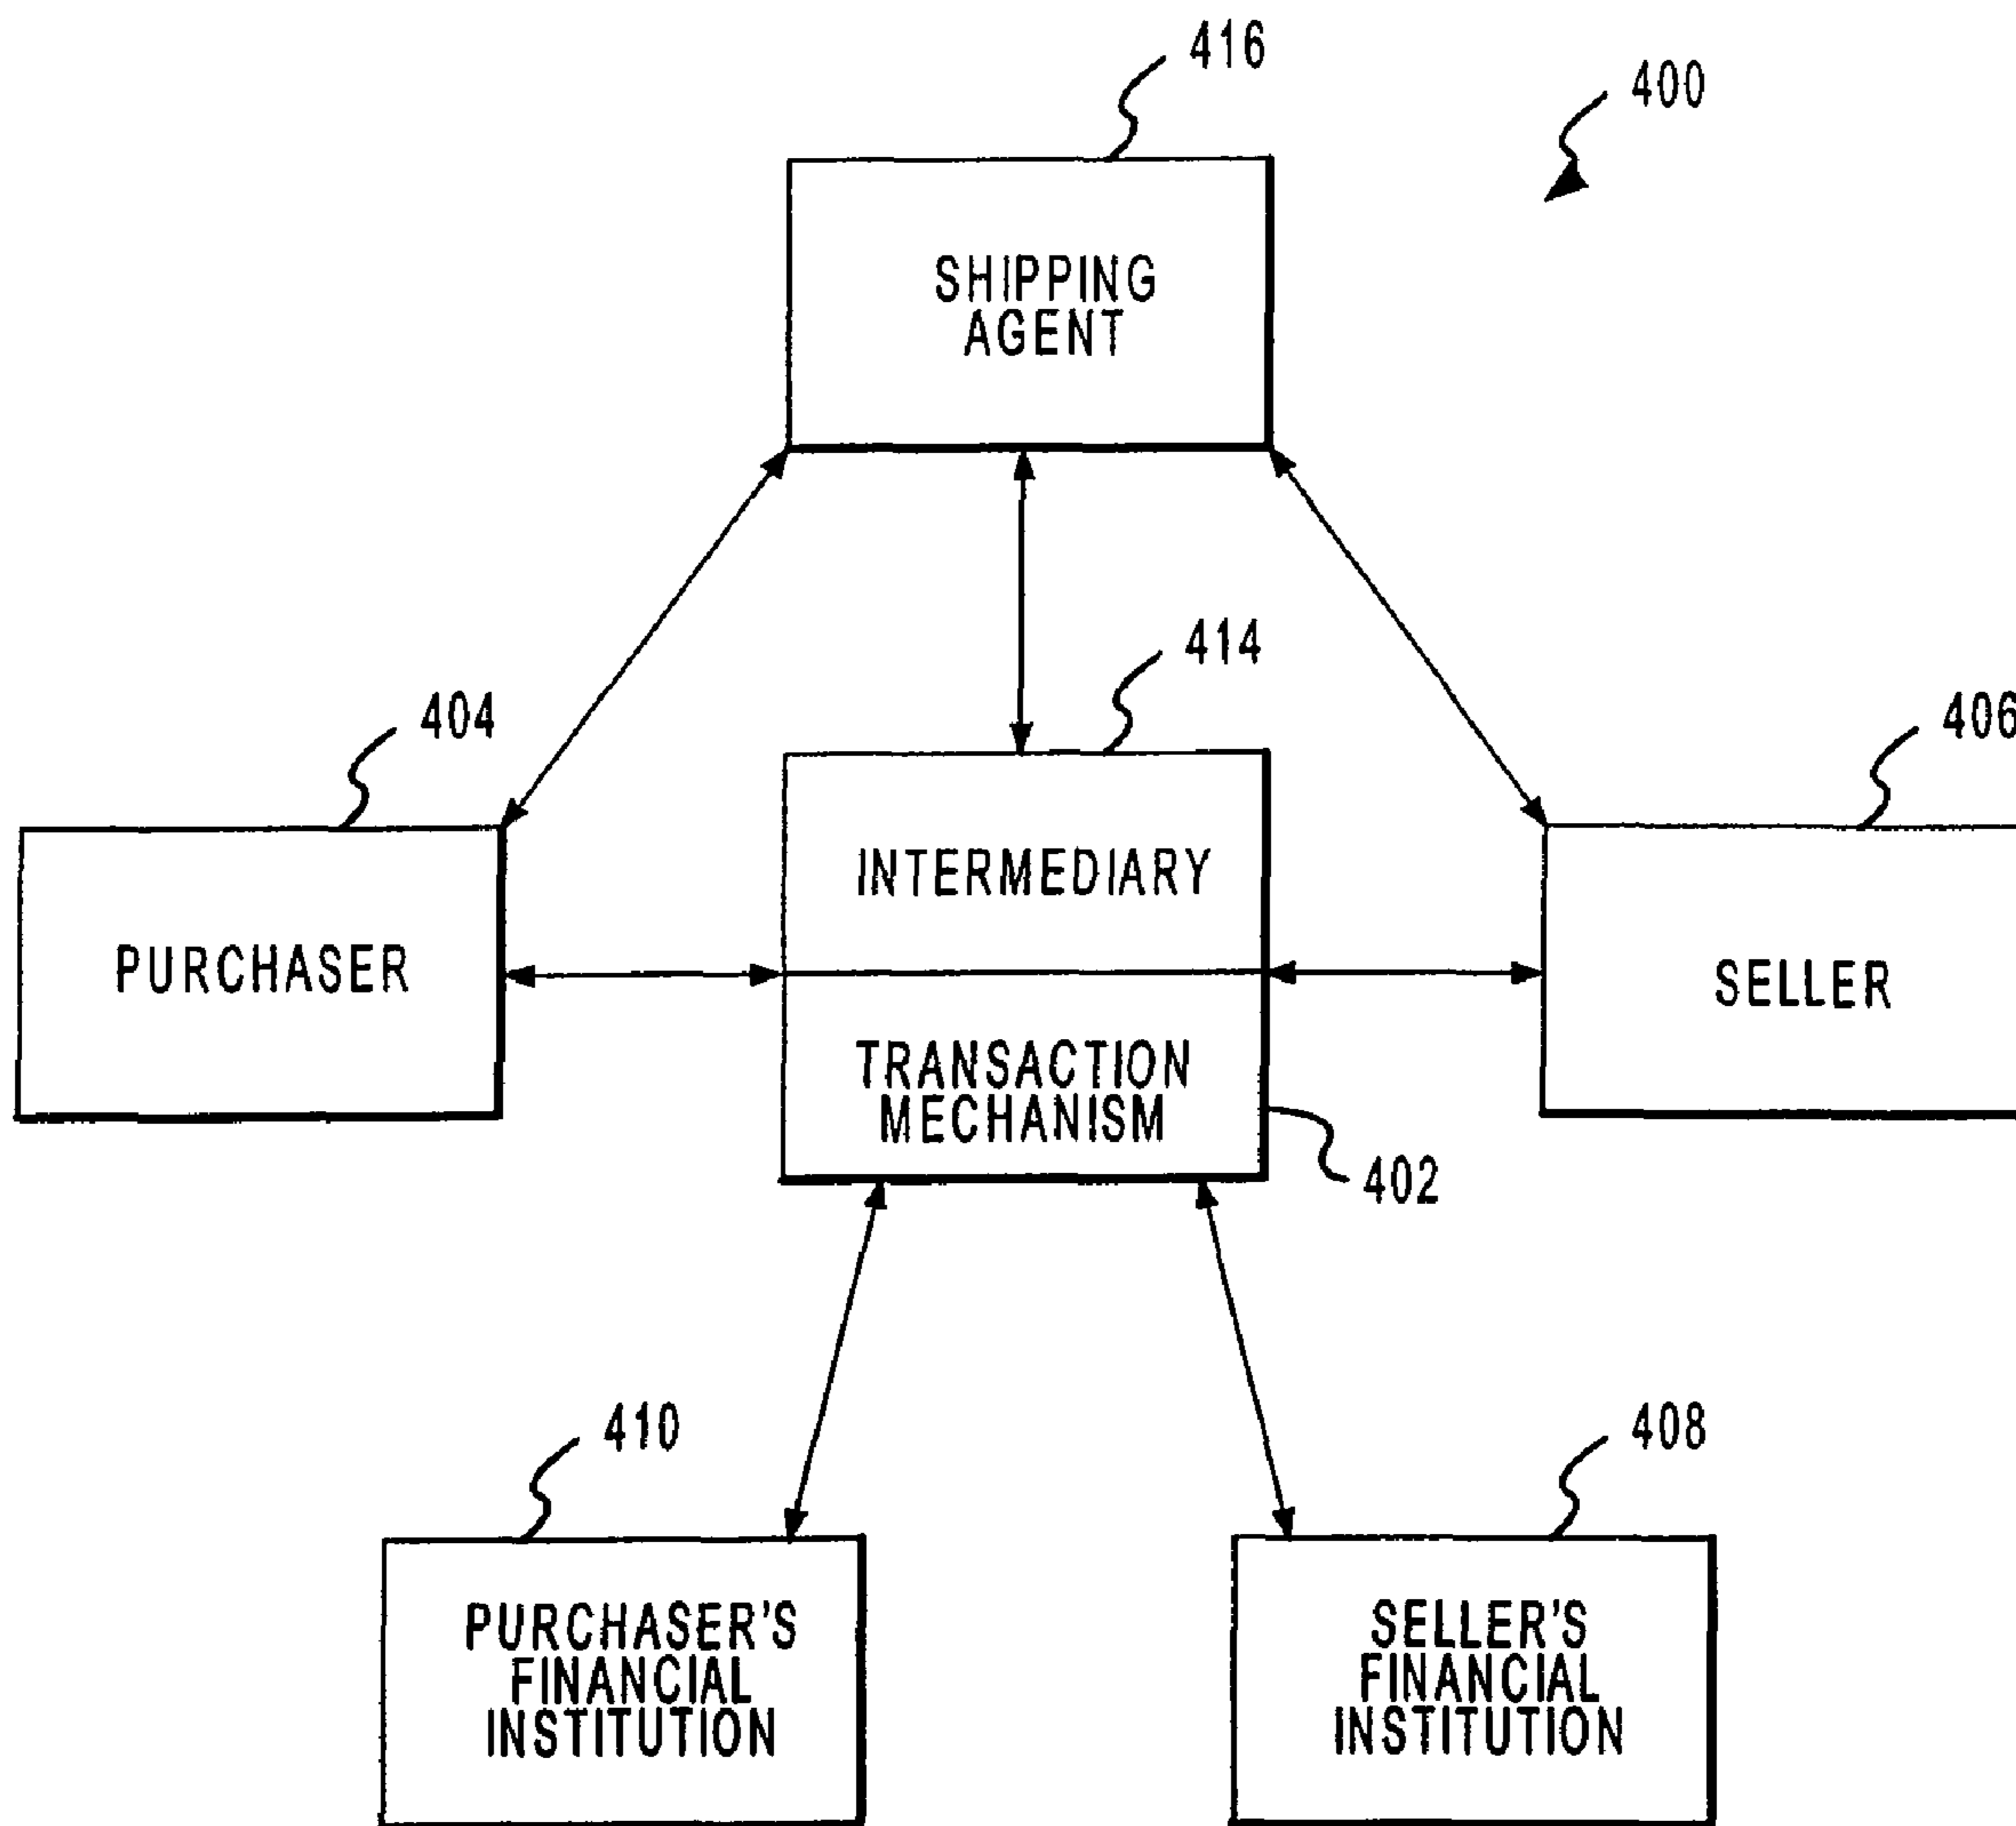 416
400
SHIPPING
AGENT
414
404
406
INTERMEDIARY
PURCHASER
SELLER
TRANSACTION
MECHANISM
402
410
408
PURCHASER'S
FINANCIAL
INSTITUTION
SELLER'S
FINANCIAL
INSTITUTION